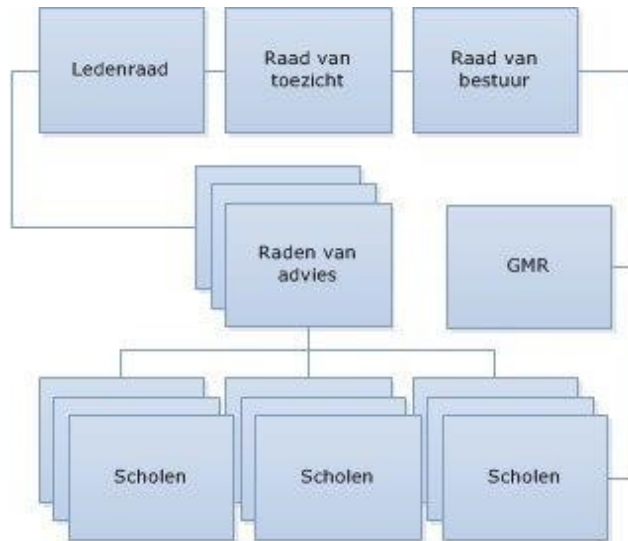 Ledenraad
Raad van
toezicht
Raad van
bestuur
Raden van
advies
GMR
Scholen
Scholen
Scholen